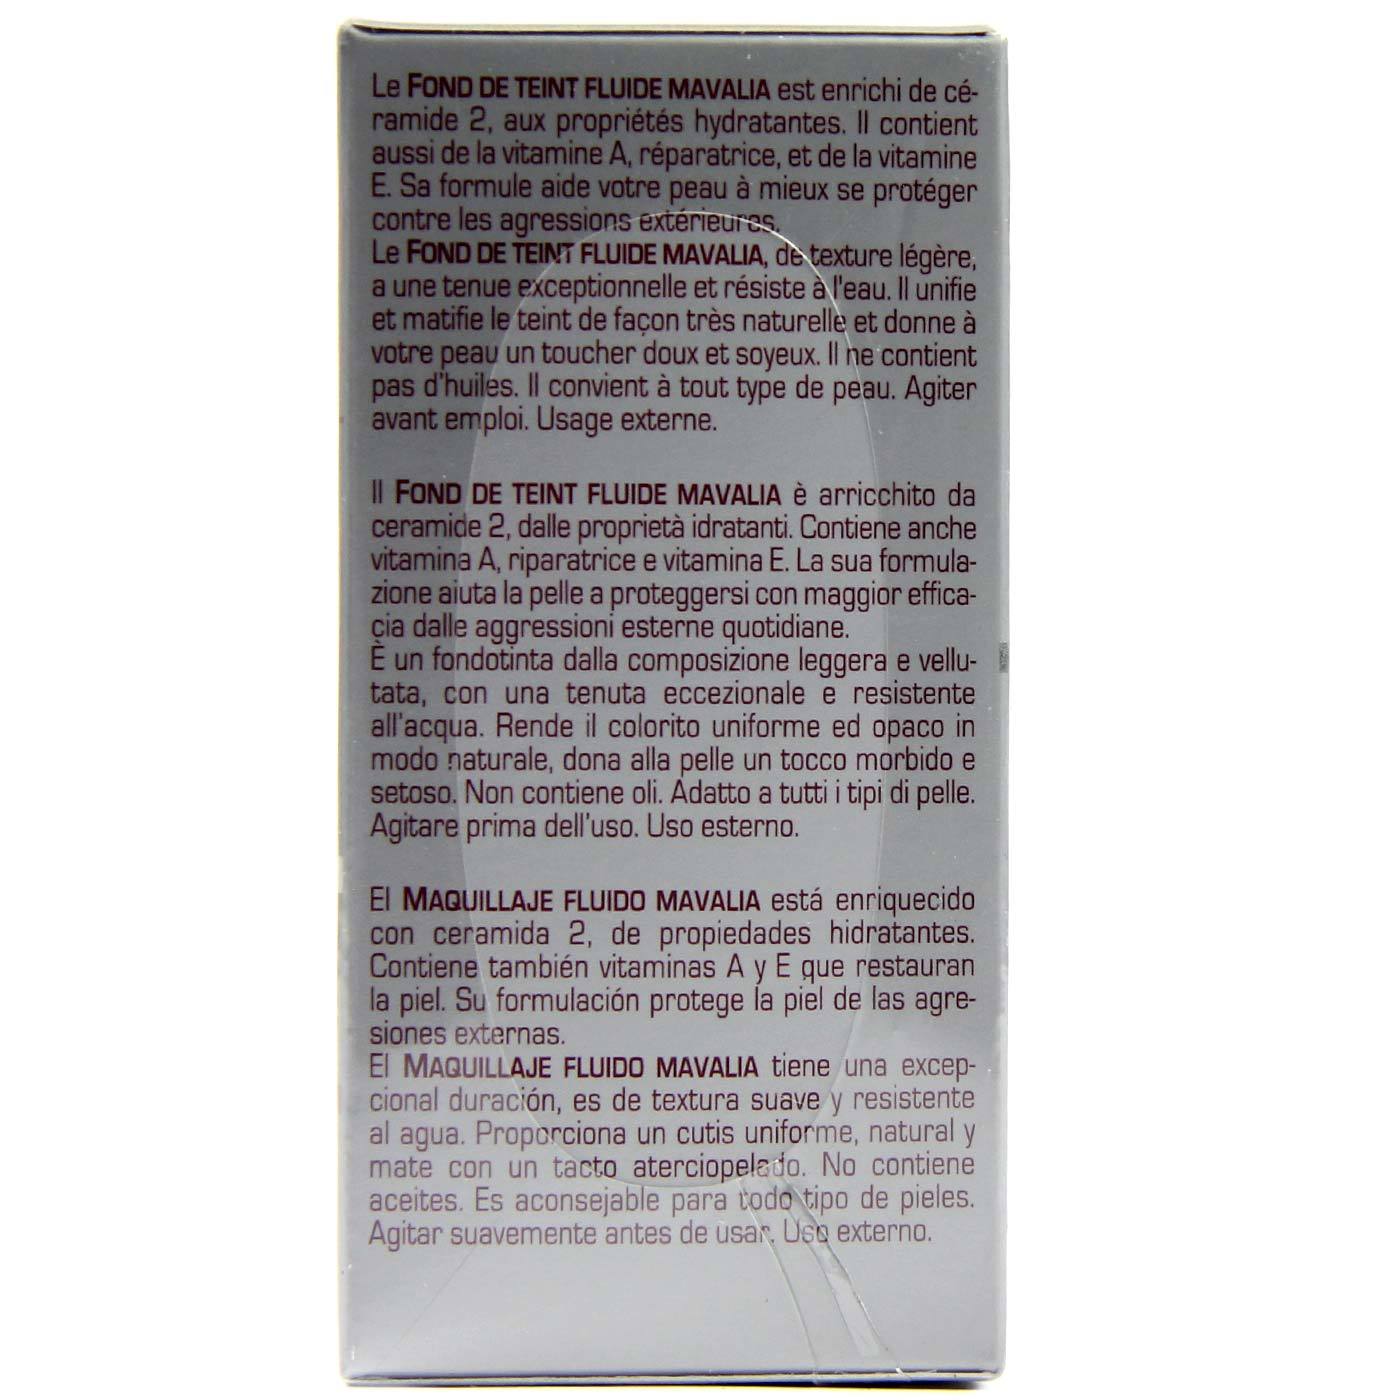 Le FOND DE TEINT FLUIDE MAVALIA est enrichi de cé-
ramide 2, aux propriétés hydratantes. Il contient
aussi de la vitamine A, réparatrice, et de la vitamine
E. Sa formule aide votre peau à mieux se protéger
contre les agressions extérieures.
Le FOND DE TEINT FLUIDE MAVALIA, de texture légère,
a une tenue exceptionnelle et résiste à l'eau. Il unifie
et matifie le teint de façon très naturelle et donne à
votre peau un toucher doux et soyeux. Il ne contient
pas d'huiles. Il convient à tout type de peau. Agiter
avant emploi. Usage externe.
Il FOND DE TEINT FLUIDE MAVALIA è arricchito da
ceramide 2, dalle proprietà idratanti. Contiene anche
vitamina A, riparatrice e vitamina E. La sua formula-
zione aiuta la pelle a proteggersi con maggior effica-
cia dalle aggressioni esterne quotidiane.
È un fondotinta dalla composizione leggera e vellu-
tata, con una tenuta eccezionale e resistente
all'acqua. Rende il colorito uniforme ed opaco in
modo naturale, dona alla pelle un tocco morbido e
setoso. Non contiene oli. Adatto a tutti i tipi di pelle.
Agitare prima dell'uso. Uso esterno.
El MAQUILLAJE FLUIDO MAVALIA está enriquecido
con ceramida 2, de propiedades hidratantes.
Contiene también vitaminas A y E que restauran
la piel. Su formulación protege la piel de las agre-
siones externas.
El MAQUILLAJE FLUIDO MAVALIA tiene una excep-
cional duración, es de textura suave y resistente
al agua. Proporciona un cutis uniforme, natural y
mate con un tacto aterciopelado. No contiene
aceites. Es aconsejable para todo tipo de pieles.
Agitar suavemente antes de usar. Uso externo.